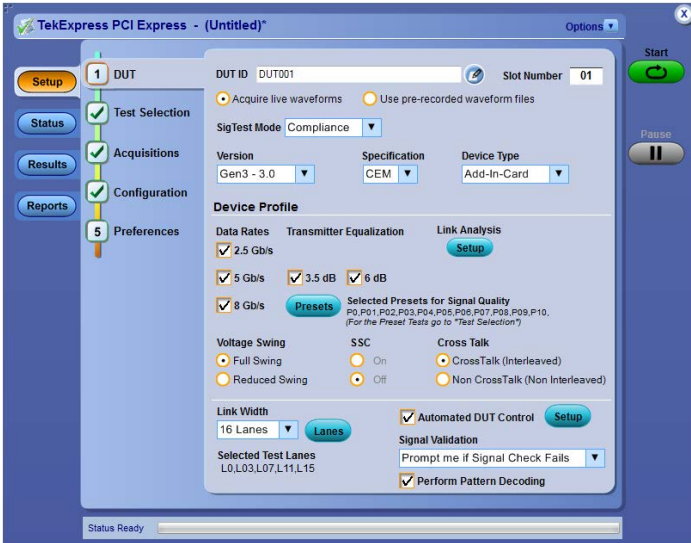 TekExpress PCI Express - (Untitled)*
Options
x
Start
Pause
Setup
Status
Results
Reports
1 DUT
Test Selection
Acquisitions
Configuration
5 Preferences
DUT ID DUT001 Slot Number 01
Acquire live waveforms Use pre-recorded waveform files
SigTest Mode Compliance
Version Specification Device Type
Gen3 - 3.0 CEM Add-In-Card
Device Profile
Data Rates Transmitter Equalization Link Analysis
2.5 Gb/s Setup
5 Gb/s 3.5 dB 6 dB
8 Gb/s Presets Selected Presets for Signal Quality
P0,P01,P02,P03,P04,P05,P06,P07,P08,P09,P10,
(For the Preset Tests go to "Test Selection")
Voltage Swing SSC Cross Talk
Full Swing On CrossTalk (Interleaved)
Reduced Swing Off Non CrossTalk (Non Interleaved)
Link Width Automated DUT Control Setup
16 Lanes Lanes
Signal Validation
Selected Test Lanes Prompt me if Signal Check Fails
L0,L03,L07,L11,L15
Perform Pattern Decoding
Status Ready